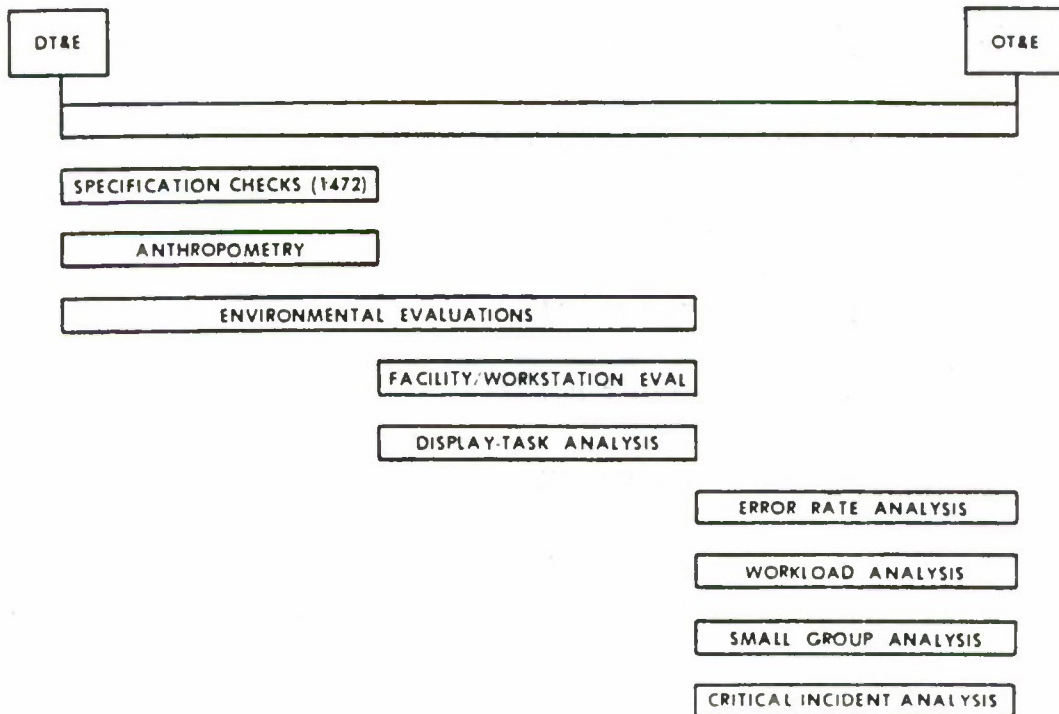 DT&E
OT&E
SPECIFICATION CHECKS (1472)
ANTHROPOMETRY
ENVIRONMENTAL EVALUATIONS
FACILITY/WORKSTATION EVAL
DISPLAY-TASK ANALYSIS
ERROR RATE ANALYSIS
WORKLOAD ANALYSIS
SMALL GROUP ANALYSIS
CRITICAL INCIDENT ANALYSIS